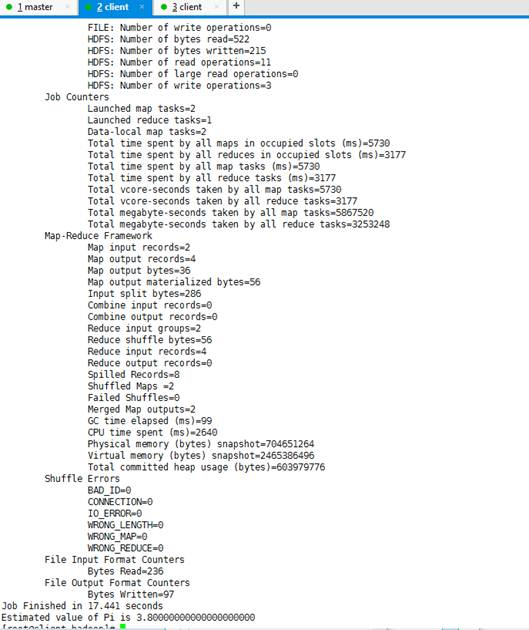 1 master
2 client
3 client
+
FILE: Number of write operations=0
HDFS: Number of bytes read=522
HDFS: Number of bytes written=215
HDFS: Number of read operations=11
HDFS: Number of large read operations=0
HDFS: Number of write operations=3
Job Counters
Launched map tasks=2
Launched reduce tasks=1
Data-local map tasks=2
Total time spent by all maps in occupied slots (ms)=5730
Total time spent by all reduces in occupied slots (ms)=3177
Total time spent by all map tasks (ms)=5730
Total time spent by all reduce tasks (ms)=3177
Total vcore-seconds taken by all map tasks=5730
Total vcore-seconds taken by all reduce tasks=3177
Total megabyte-seconds taken by all map tasks=5867520
Total megabyte-seconds taken by all reduce tasks=3253248
Map-Reduce Framework
Map input records=2
Map output records=4
Map output bytes=36
Map output materialized bytes=56
Input split bytes=286
Combine input records=0
Combine output records=0
Reduce input groups=2
Reduce shuffle bytes=56
Reduce input records=4
Reduce output records=0
Spilled Records=8
Shuffled Maps =2
Failed Shuffles=0
Merged Map outputs=2
GC time elapsed (ms)=99
CPU time spent (ms)=2640
Physical memory (bytes) snapshot=704651264
Virtual memory (bytes) snapshot=2465386496
Total committed heap usage (bytes)=603979776
Shuffle Errors
BAD_ID=0
CONNECTION=0
IO_ERROR=0
WRONG_LENGTH=0
WRONG_MAP=0
WRONG_REDUCE=0
File Input Format Counters
Bytes Read=236
File Output Format Counters
Bytes Written=97
Job Finished in 17.441 seconds
Estimated value of Pi is 3.80000000000000000000